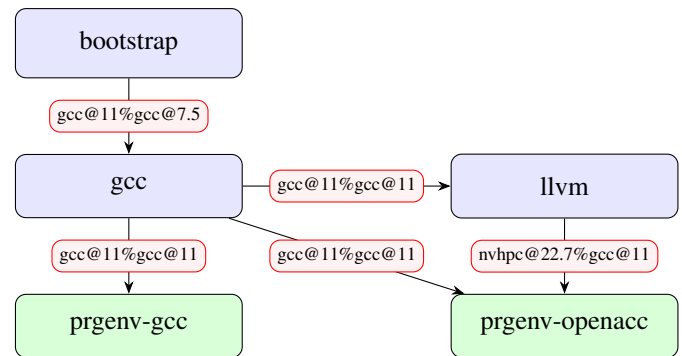 bootstrap
gcc@11%gcc@7.5
gcc
gcc@11%gcc@11
llvm
gcc@11%gcc@11
gcc@11%gcc@11
nvhpc@22.7%gcc@11
prgenv-gcc
prgenv-openacc